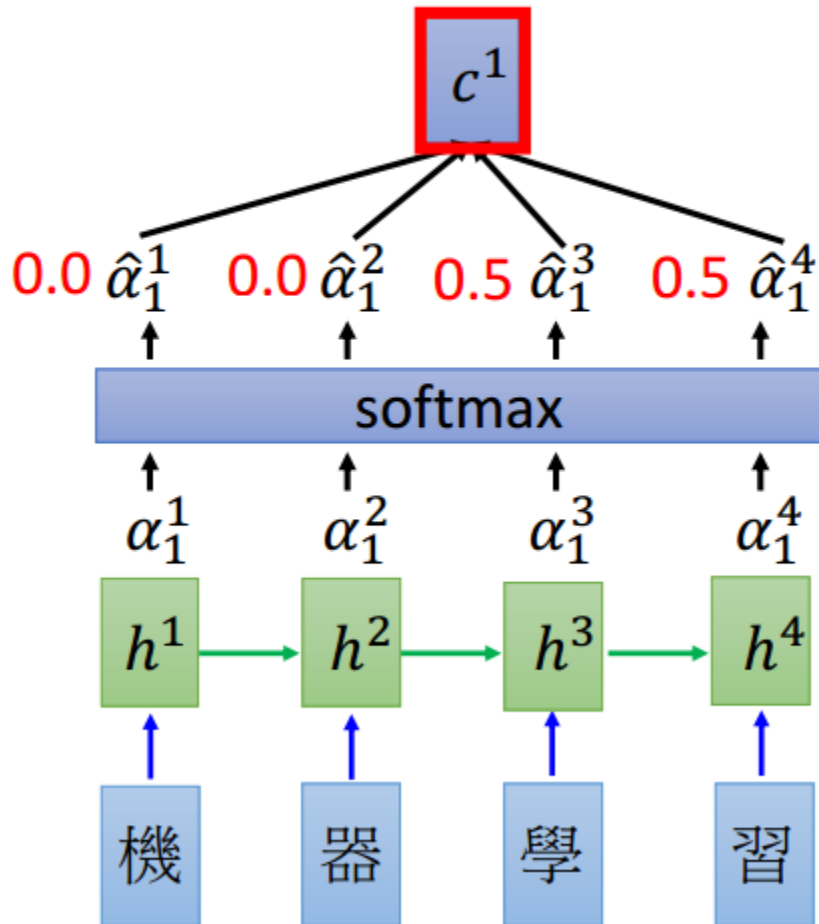 c¹
0.0 α̂₁¹ 0.0 α̂₁² 0.5 α̂₁³ 0.5 α̂₁⁴
softmax
α₁¹ α₁² α₁³ α₁⁴
h¹ h² h³ h⁴
機 器 學 習